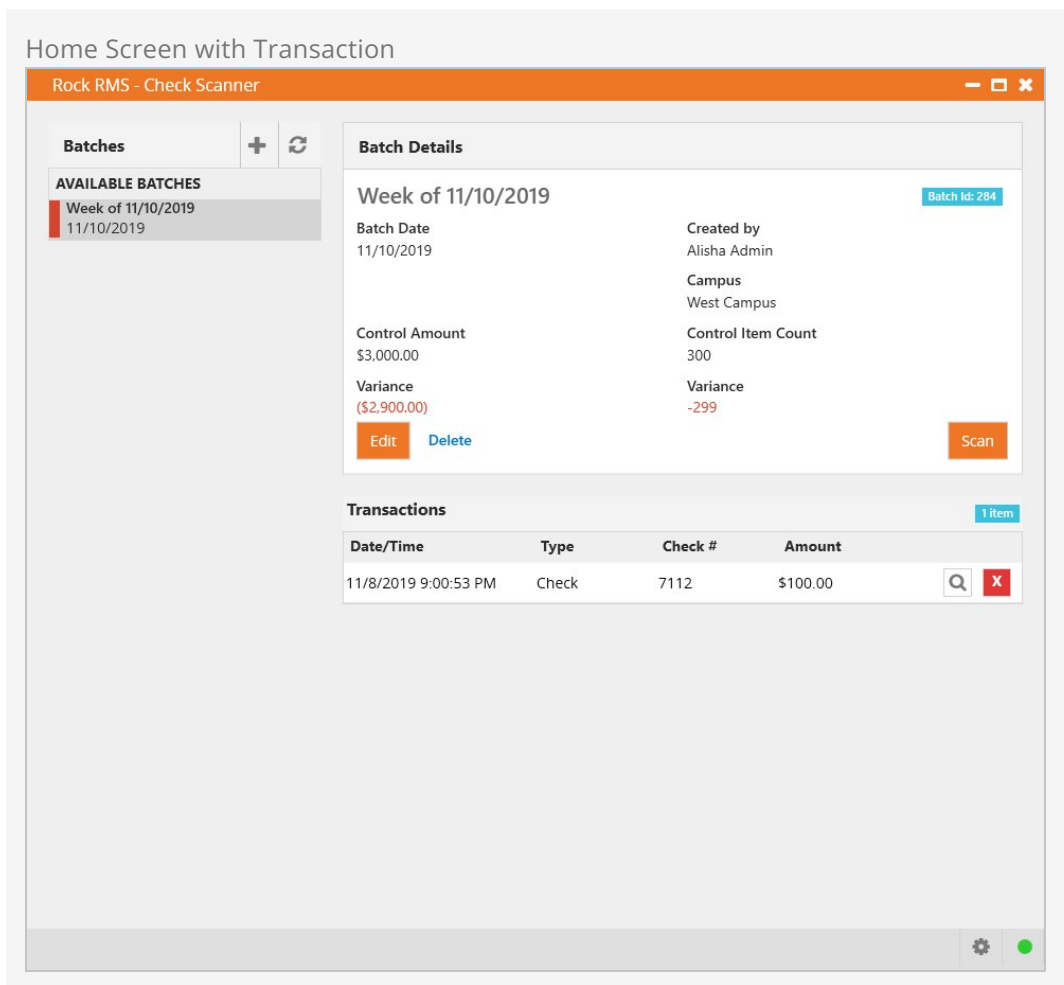 Home Screen with Transaction
Rock RMS - Check Scanner
Batches
AVAILABLE BATCHES
Week of 11/10/2019
11/10/2019
Batch Details
Week of 11/10/2019
Batch Id: 284
Batch Date
11/10/2019
Created by
Alisha Admin
Campus
West Campus
Control Amount
$3,000.00
Control Item Count
300
Variance
($2,900.00)
Variance
-299
Edit
Delete
Scan
Transactions
1 item
Date/Time Type Check # Amount
11/8/2019 9:00:53 PM Check 7112 $100.00 X